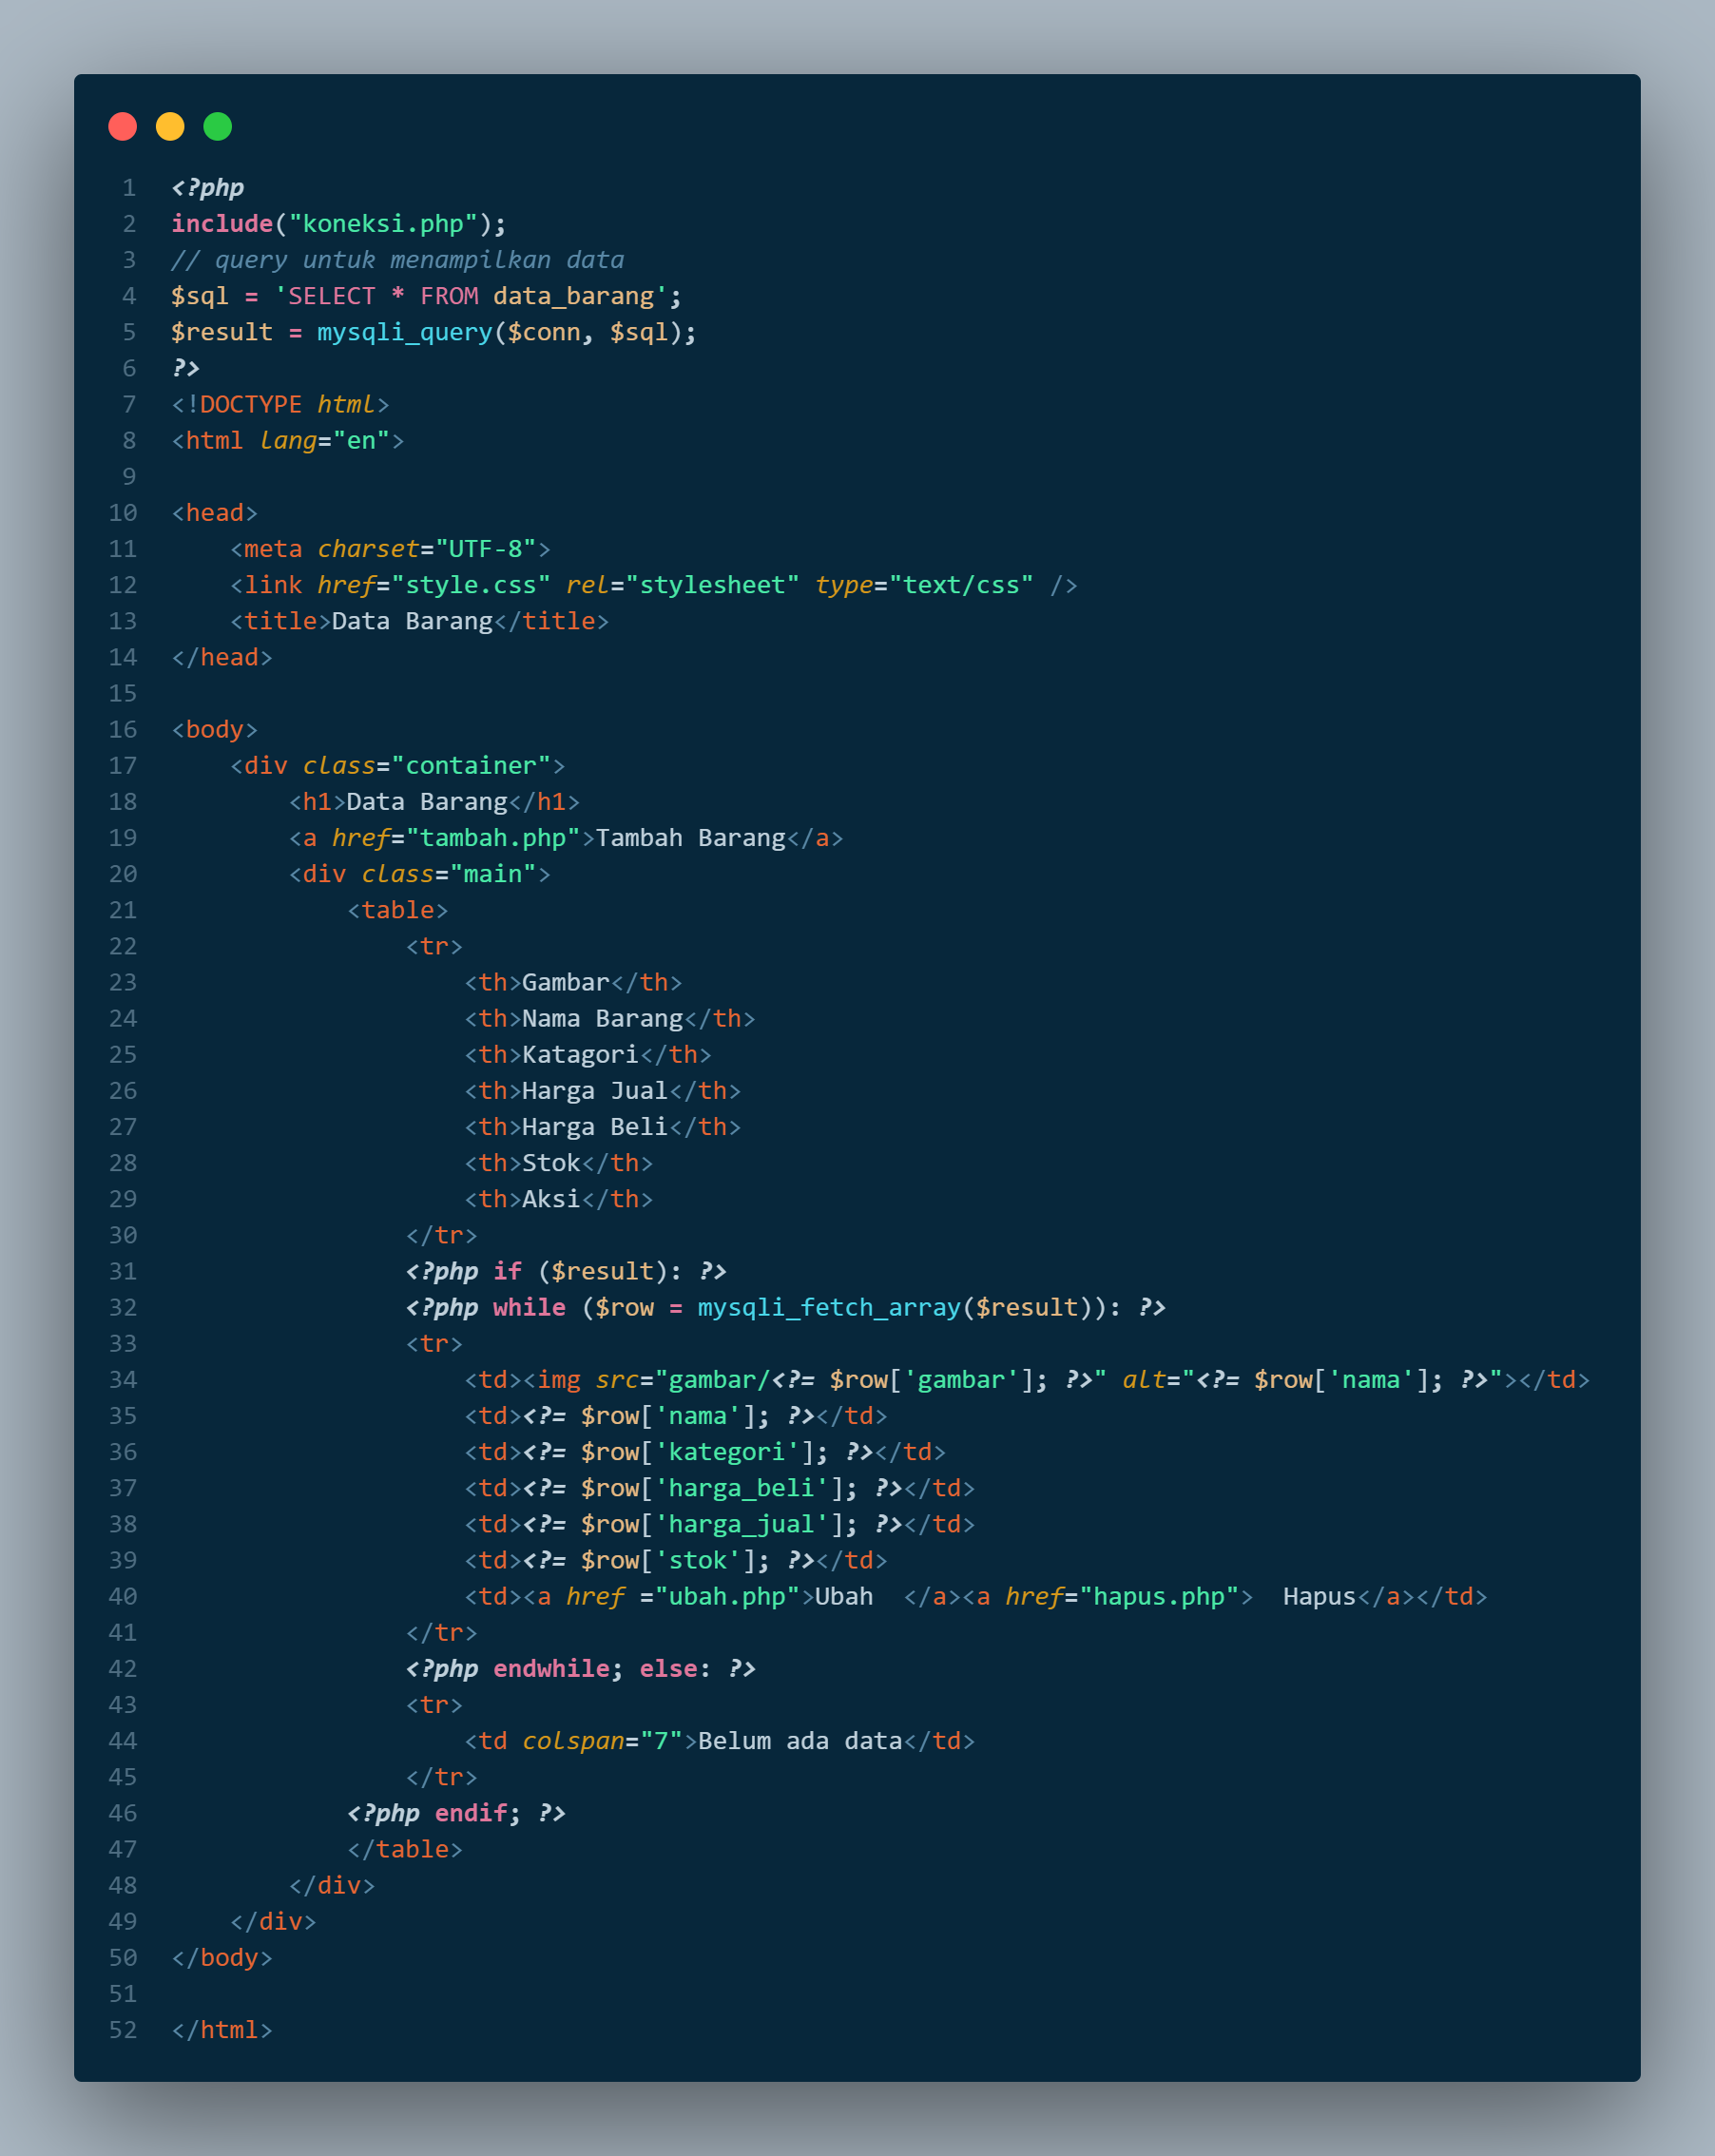 1 <?php
2 include("koneksi.php");
3 // query untuk menampilkan data
4 $sql = 'SELECT * FROM data_barang';
5 $result = mysqli_query($conn, $sql);
6 ?>
7 <!DOCTYPE html>
8 <html lang="en">
9
10 <head>
11     <meta charset="UTF-8">
12     <link href="style.css" rel="stylesheet" type="text/css" />
13     <title>Data Barang</title>
14 </head>
15
16 <body>
17     <div class="container">
18         <h1>Data Barang</h1>
19         <a href="tambah.php">Tambah Barang</a>
20         <div class="main">
21             <table>
22                 <tr>
23                     <th>Gambar</th>
24                     <th>Nama Barang</th>
25                     <th>Katagori</th>
26                     <th>Harga Jual</th>
27                     <th>Harga Beli</th>
28                     <th>Stok</th>
29                     <th>Aksi</th>
30                 </tr>
31                 <?php if ($result): ?>
32                 <?php while ($row = mysqli_fetch_array($result)): ?>
33                 <tr>
34                     <td><img src="gambar/<?= $row['gambar']; ?>" alt="<?= $row['nama']; ?>"></td>
35                     <td><?= $row['nama']; ?></td>
36                     <td><?= $row['kategori']; ?></td>
37                     <td><?= $row['harga_beli']; ?></td>
38                     <td><?= $row['harga_jual']; ?></td>
39                     <td><?= $row['stok']; ?></td>
40                     <td><a href ="ubah.php">Ubah  </a><a href="hapus.php">  Hapus</a></td>
41                 </tr>
42                 <?php endwhile; else: ?>
43                 <tr>
44                     <td colspan="7">Belum ada data</td>
45                 </tr>
46             <?php endif; ?>
47             </table>
48         </div>
49     </div>
50 </body>
51
52 </html>